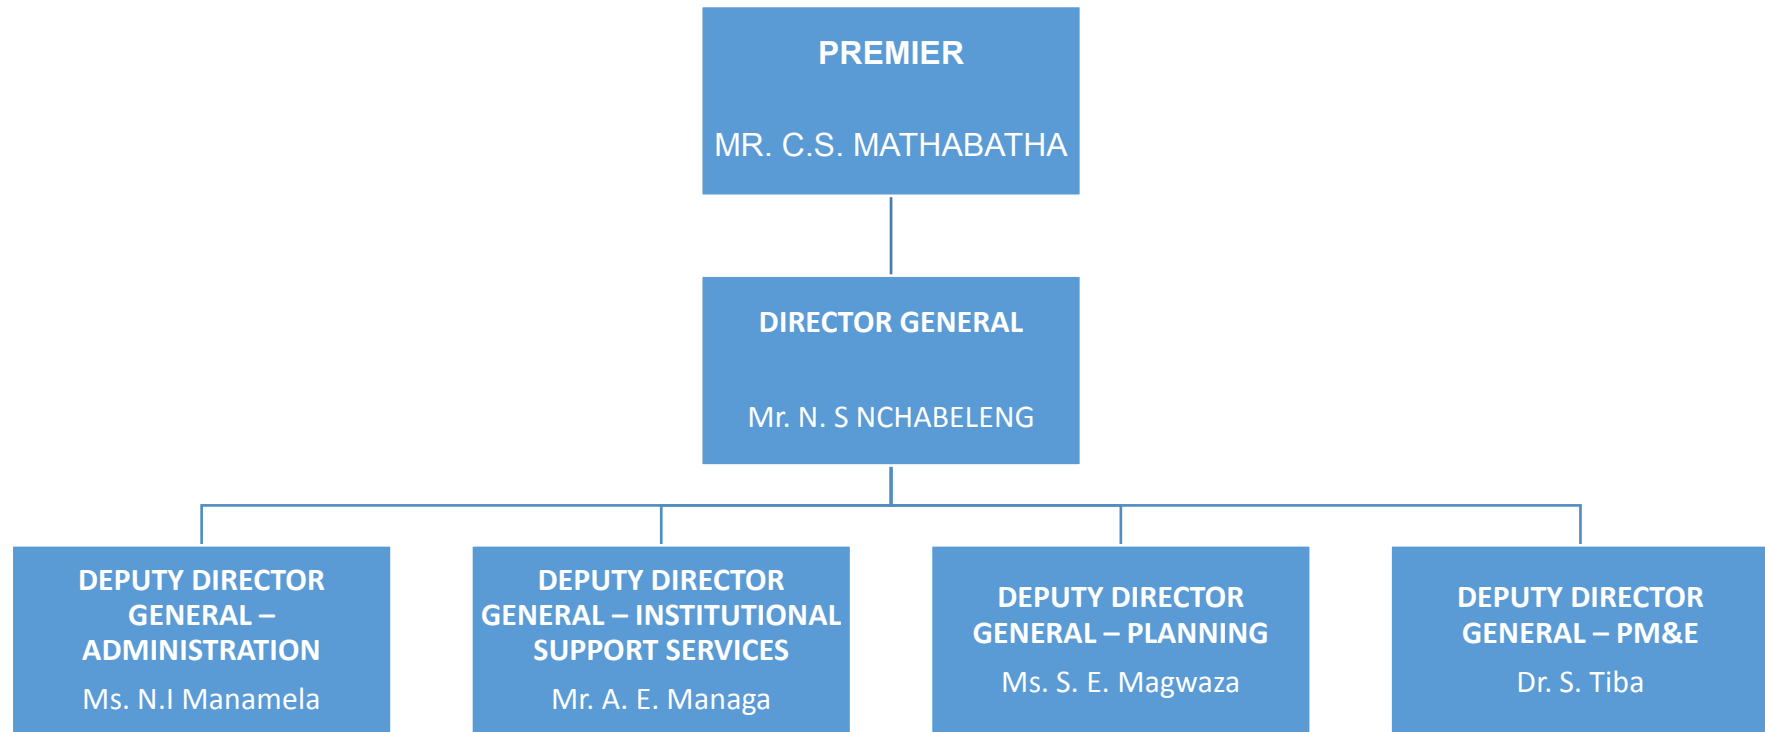 PREMIER
MR. C.S. MATHABATHA
DIRECTOR GENERAL
Mr. N. S NCHABELENG
DEPUTY DIRECTOR
GENERAL –
ADMINISTRATION
Ms. N.I Manamela
DEPUTY DIRECTOR
GENERAL – INSTITUTIONAL
SUPPORT SERVICES
Mr. A. E. Managa
DEPUTY DIRECTOR
GENERAL – PLANNING
Ms. S. E. Magwaza
DEPUTY DIRECTOR
GENERAL – PM&E
Dr. S. Tiba